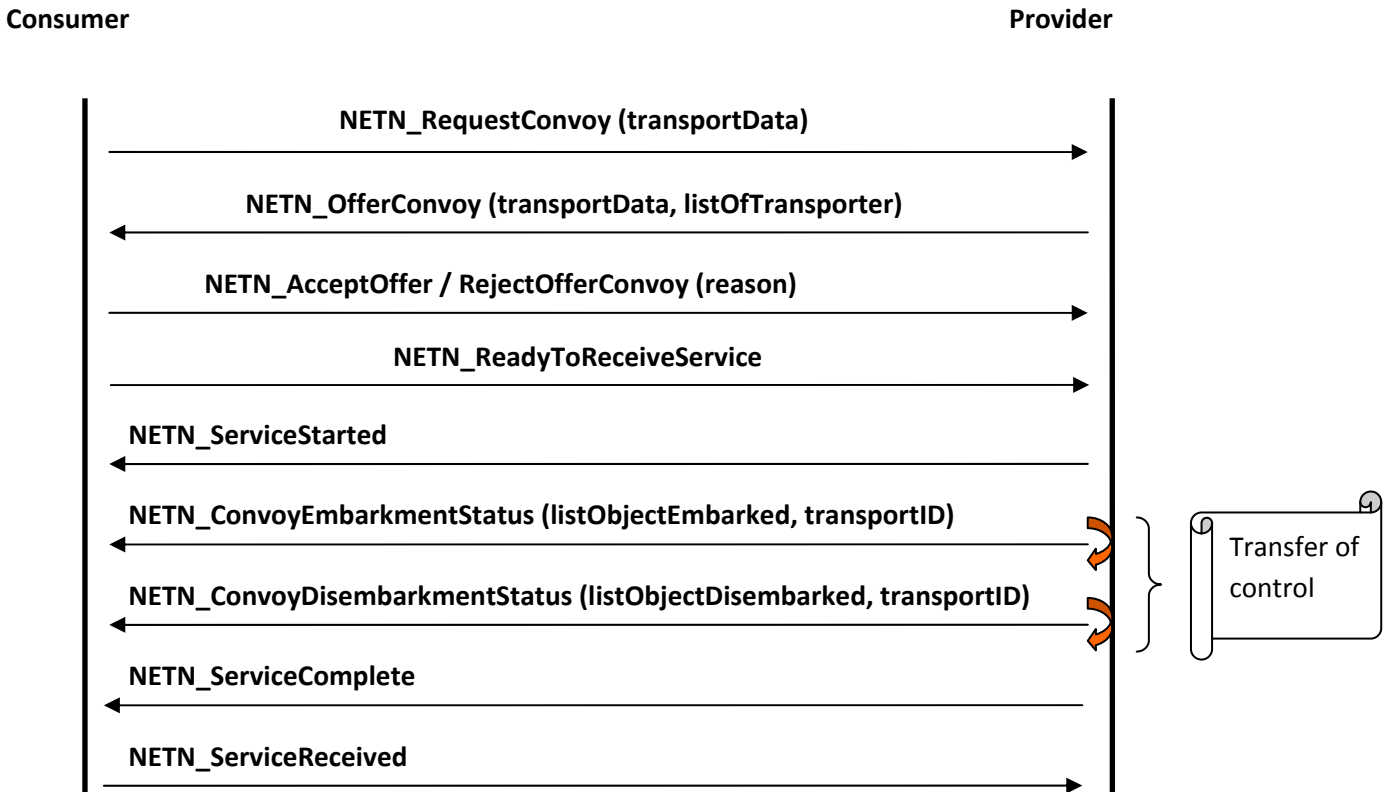 Consumer
Provider
NETN_RequestConvoy (transportData)
NETN_OfferConvoy (transportData, listOfTransporter)
NETN_AcceptOffer / RejectOfferConvoy (reason)
NETN_ReadyToReceiveService
NETN_ServiceStarted
NETN_ConvoyEmbarkmentStatus (listObjectEmbarked, transportID)
Transfer of
control
NETN_ConvoyDisembarkmentStatus (listObjectDisembarked, transportID)
NETN_ServiceComplete
NETN_ServiceReceived